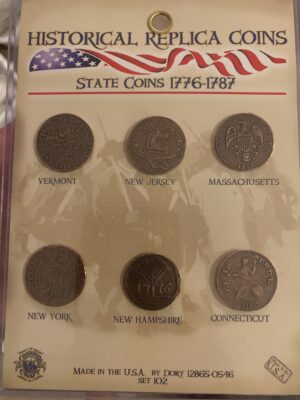 HISTORICAL REPLICA COINS
STATE COINS 1776-1787
VERMONT NEW JERSEY MASSACHUSETTS
NEW YORK NEW HAMPSHIRE CONNECTICUT
1776
MADE IN THE U.S.A. BY DORY 12865-0546
SET 102
U.S.A.